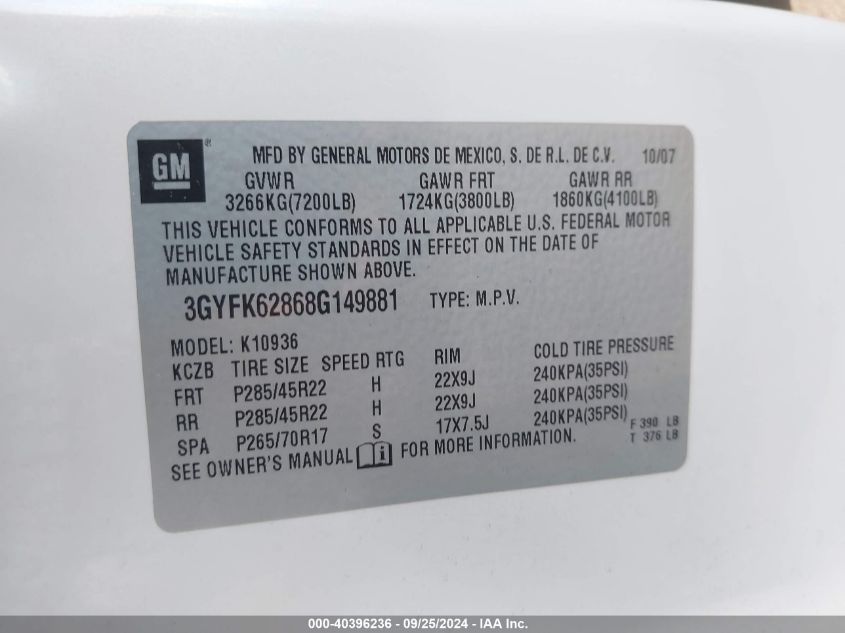 GM ®
MFD BY GENERAL MOTORS DE MEXICO, S. DE R.L. DE C.V. 10/07
GVWR GAWR FRT GAWR RR
3266KG(7200LB) 1724KG(3800LB) 1860KG(4100LB)
THIS VEHICLE CONFORMS TO ALL APPLICABLE U.S. FEDERAL MOTOR
VEHICLE SAFETY STANDARDS IN EFFECT ON THE DATE OF
MANUFACTURE SHOWN ABOVE.
3GYFK62868G149881 TYPE: M.P.V.
MODEL: K10936
KCZB TIRE SIZE SPEED RTG RIM COLD TIRE PRESSURE
FRT P285/45R22 H 22X9J 240KPA(35PSI)
RR P285/45R22 H 22X9J 240KPA(35PSI)
SPA P265/70R17 S 17X7.5J 240KPA(35PSI) F 390 LB
T 376 LB
SEE OWNER'S MANUAL i FOR MORE INFORMATION.
000-40396236 - 09/25/2024 - IAA Inc.